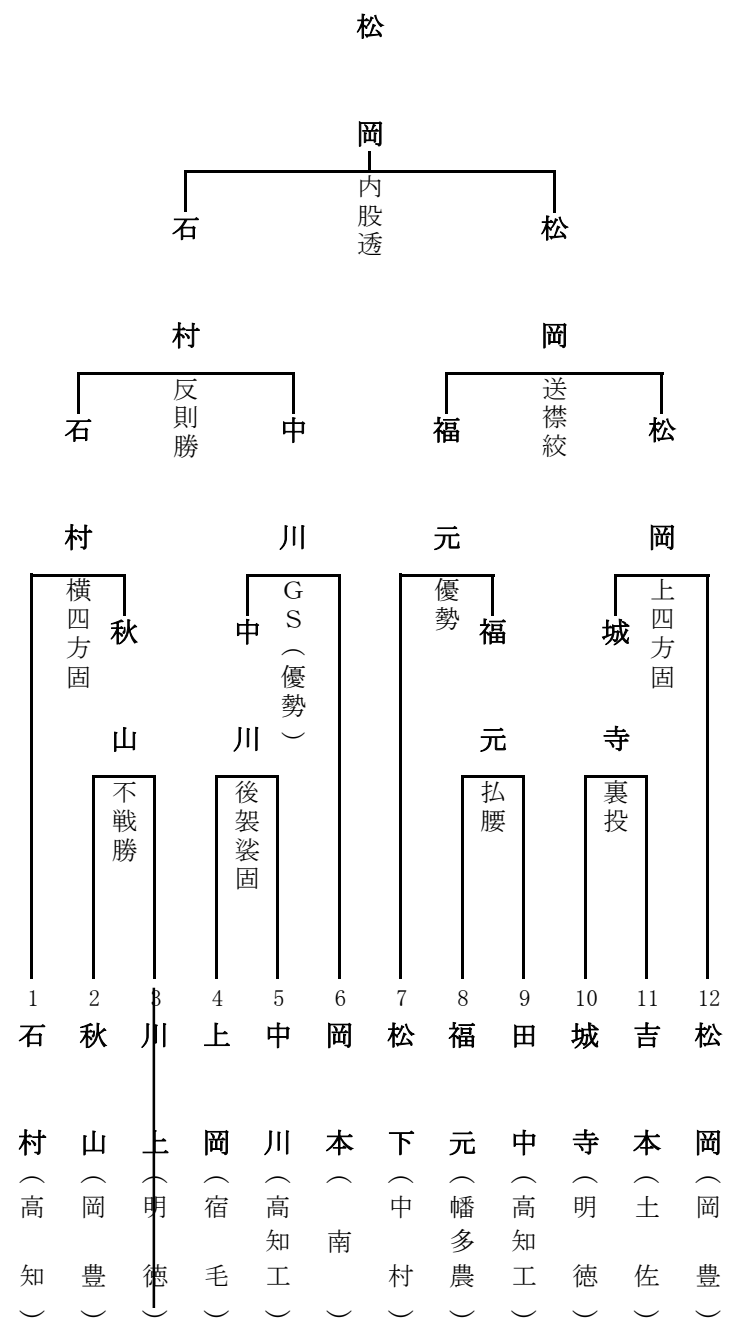 松岡
内股透
石村
松岡
反則勝
送襟絞
石村
中川
福元
松岡
横四方固
GS(優勢)
優勢
上四方固
秋山
中川
福元
城寺
不戦勝
後袈裟固
払腰
裏投
1 石村(高知)
2 秋山(岡豊)
3 川上(明徳)
4 上岡(宿毛)
5 中川(高知工)
6 岡本(南)
7 松下(中村)
8 福元(幡多農)
9 田中(高知工)
10 城寺(明徳)
11 吉本(土佐)
12 松岡(岡豊)